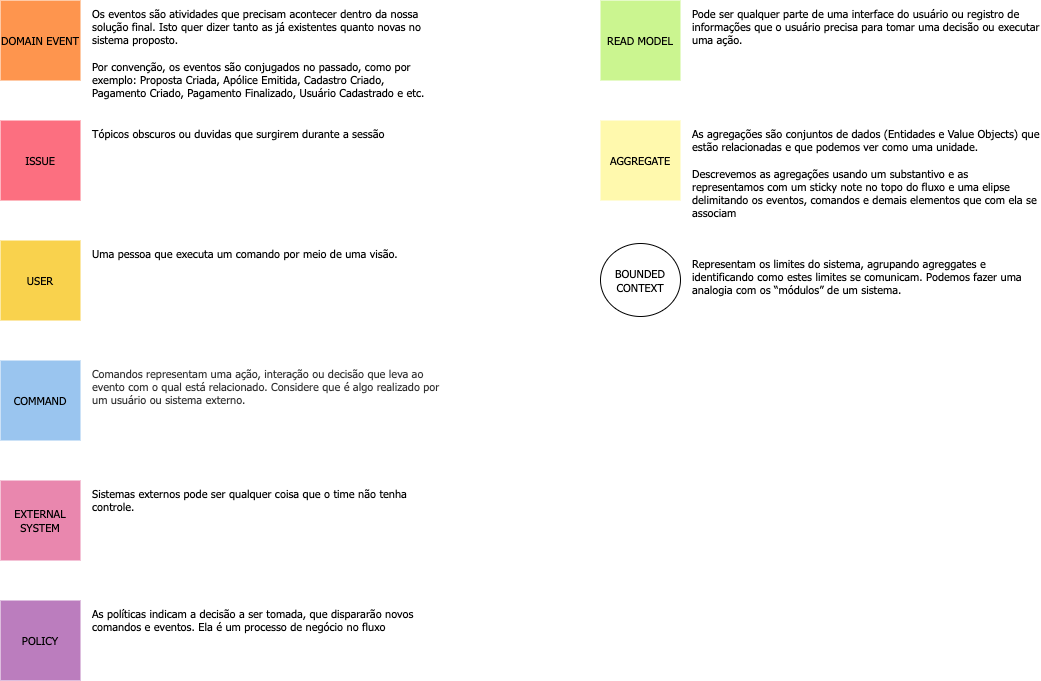 DOMAIN EVENT
Os eventos são atividades que precisam acontecer dentro da nossa
solução final. Isto quer dizer tanto as já existentes quanto novas no
sistema proposto.
Por convenção, os eventos são conjugados no passado, como por
exemplo: Proposta Criada, Apólice Emitida, Cadastro Criado,
Pagamento Criado, Pagamento Finalizado, Usuário Cadastrado e etc.
ISSUE
Tópicos obscuros ou duvidas que surgirem durante a sessão
USER
Uma pessoa que executa um comando por meio de uma visão.
COMMAND
Comandos representam uma ação, interação ou decisão que leva ao
evento com o qual está relacionado. Considere que é algo realizado por
um usuário ou sistema externo.
EXTERNAL
SYSTEM
Sistemas externos pode ser qualquer coisa que o time não tenha
controle.
POLICY
As políticas indicam a decisão a ser tomada, que dispararão novos
comandos e eventos. Ela é um processo de negócio no fluxo
READ MODEL
Pode ser qualquer parte de uma interface do usuário ou registro de
informações que o usuário precisa para tomar uma decisão ou executar
uma ação.
AGGREGATE
As agregações são conjuntos de dados (Entidades e Value Objects) que
estão relacionadas e que podemos ver como uma unidade.
Descrevemos as agregações usando um substantivo e as
representamos com um sticky note no topo do fluxo e uma elipse
delimitando os eventos, comandos e demais elementos que com ela se
associam
BOUNDED
CONTEXT
Representam os limites do sistema, agrupando agreggates e
identificando como estes limites se comunicam. Podemos fazer uma
analogia com os “módulos” de um sistema.